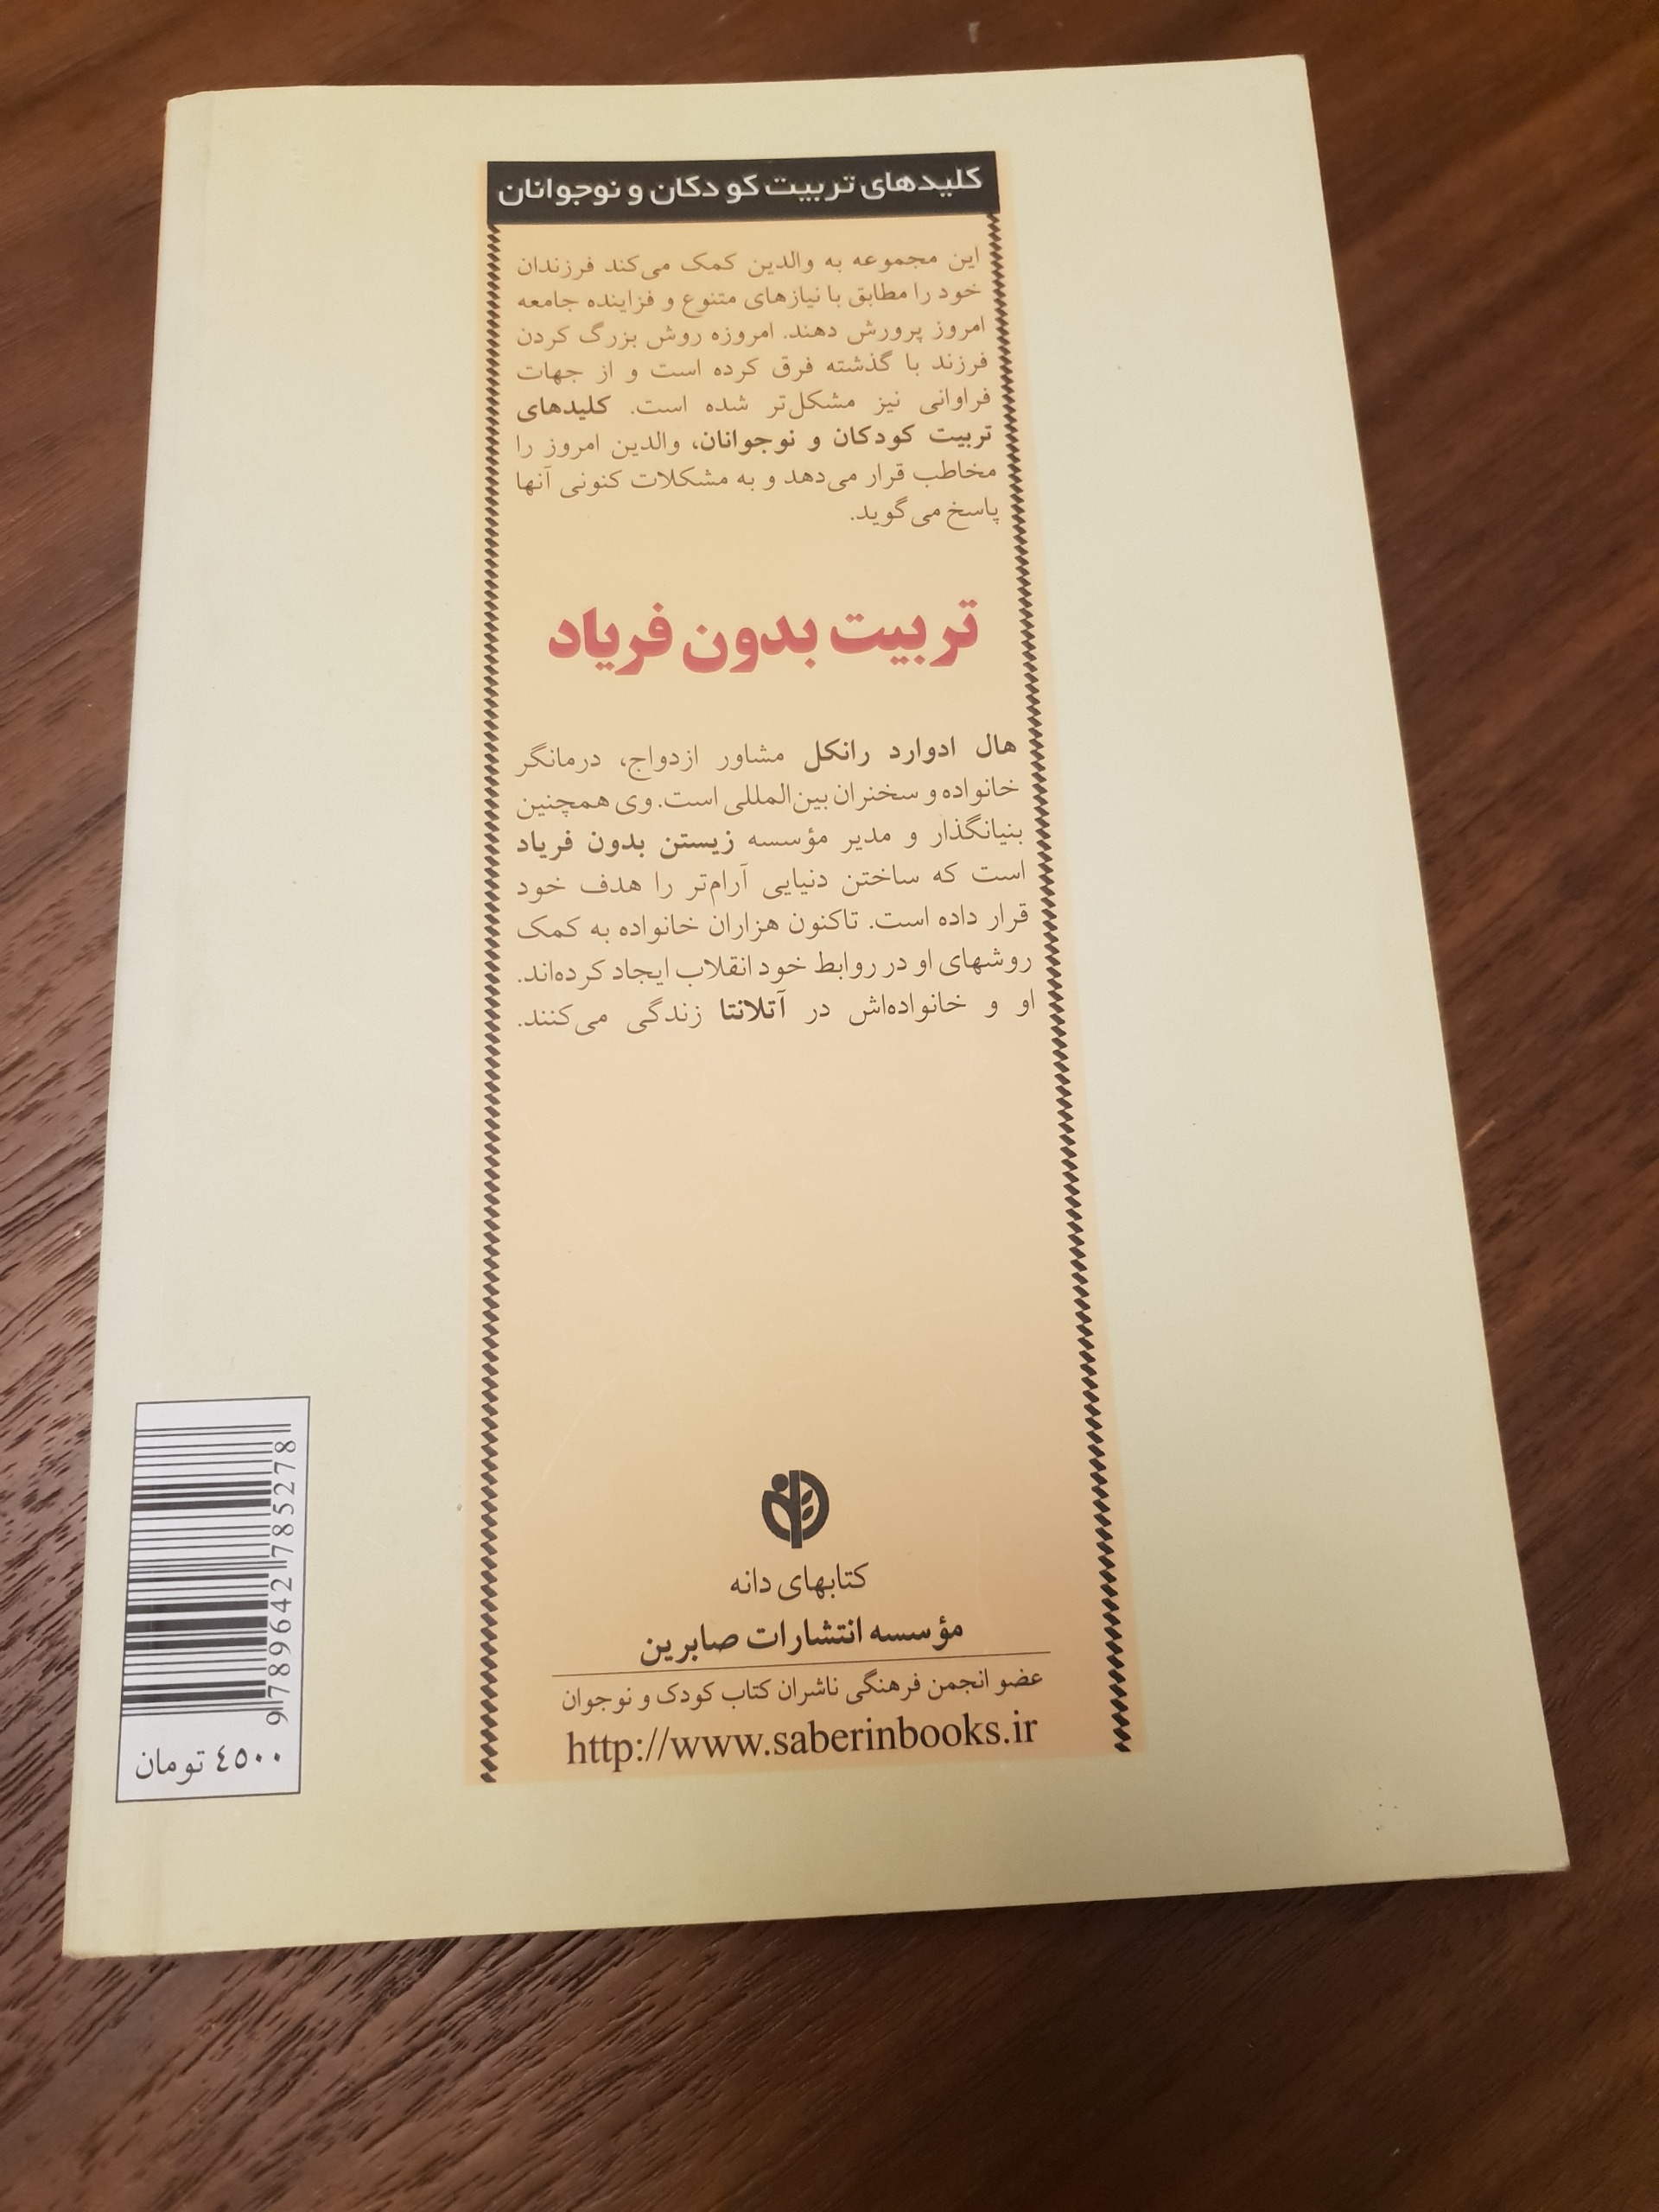 کلیدهای تربیت کودکان و نوجوانان
این مجموعه به والدین کمک می‌کند فرزندان
خود را مطابق با نیازهای متنوع و فزاینده جامعه
امروز پرورش دهند. امروزه روش بزرگ کردن
فرزند با گذشته فرق کرده است و از جهات
فراوانی نیز مشکل‌تر شده است. کلیدهای
تربیت کودکان و نوجوانان، والدین امروز را
مخاطب قرار می‌دهد و به مشکلات کنونی آنها
پاسخ می‌گوید.
تربیت بدون فریاد
هال ادوارد رانکل مشاور ازدواج، درمانگر
خانواده و سخنران بین‌المللی است. وی همچنین
بنیانگذار و مدیر مؤسسه زیستن بدون فریاد
است که ساختن دنیایی آرام‌تر را هدف خود
قرار داده است. تاکنون هزاران خانواده به کمک
روشهای او در روابط خود انقلاب ایجاد کرده‌اند.
او و خانواده‌اش در آتلانتا زندگی می‌کنند.
کتابهای دانه
مؤسسه انتشارات صابرین
عضو انجمن فرهنگی ناشران کتاب کودک و نوجوان
http://www.saberinbooks.ir
9 789642 785278
٤٥٠٠ تومان